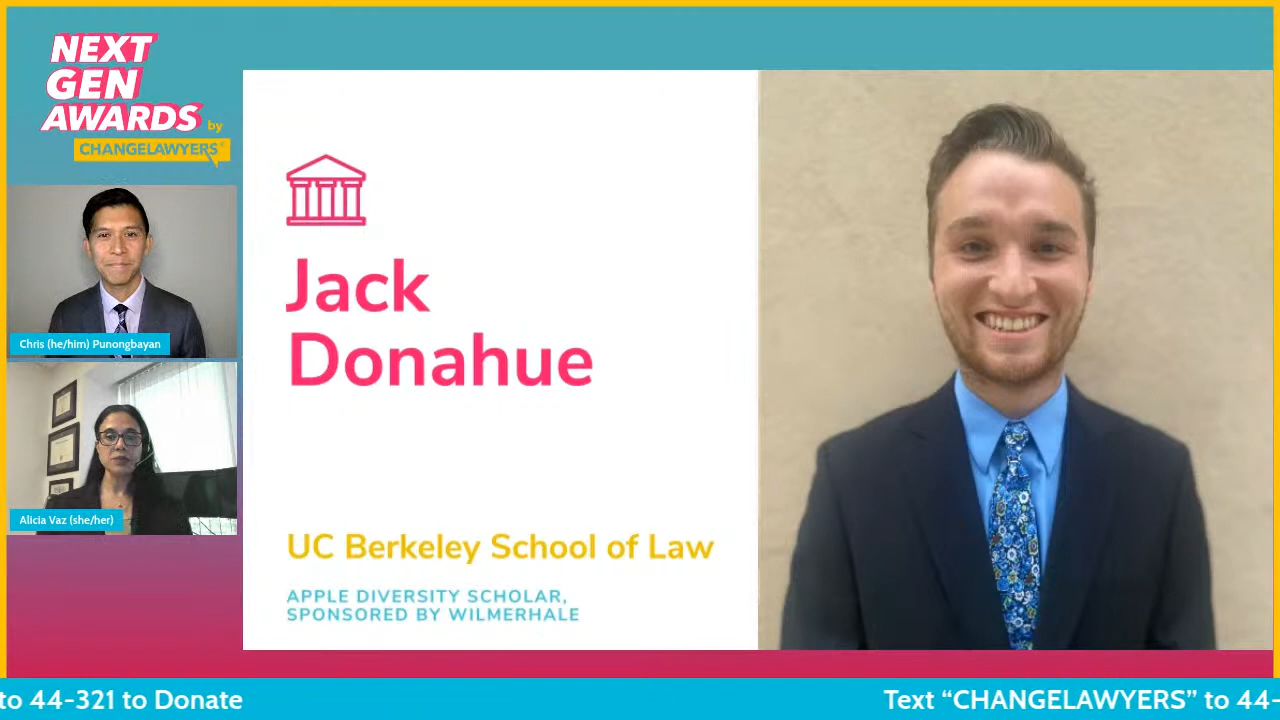 NEXT
GEN
AWARDS by
CHANGELAWYERS
Chris (he/him) Punongbayan
Alicia Vaz (she/her)
Jack
Donahue
UC Berkeley School of Law
APPLE DIVERSITY SCHOLAR,
SPONSORED BY WILMERHALE
to 44-321 to Donate
Text “CHANGELAWYERS” to 44-